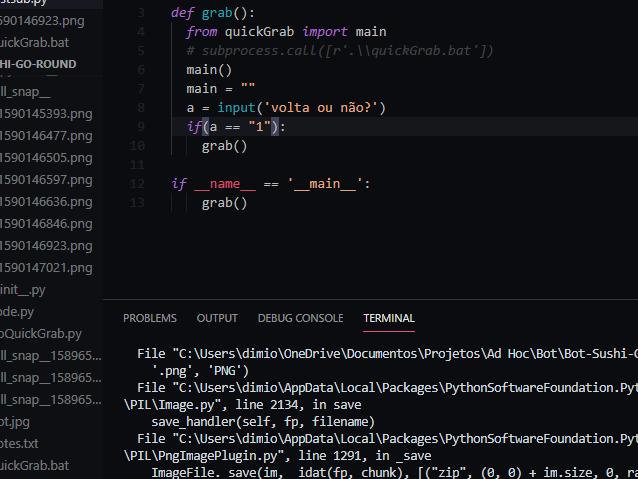 stsub.py
590146923.png
uickGrab.bat
HI-GO-ROUND
ll_snap__
1590145393.png
1590146477.png
1590146505.png
1590146597.png
1590146636.png
1590146846.png
1590146923.png
1590147021.png
init__.py
ode.py
oQuickGrab.py
ll_snap__158965...
ll_snap__158965...
ll_snap__158965...
ot.jpg
otes.txt
uickGrab.bat
3 def grab():
4 from quickGrab import main
5 # subprocess.call([r'.\\quickGrab.bat'])
6 main()
7 main = ""
8 a = input('volta ou não?')
9 if(a == "1"):
10 grab()
11
12 if __name__ == '__main__':
13 grab()
PROBLEMS OUTPUT DEBUG CONSOLE TERMINAL
File "C:\Users\dimio\OneDrive\Documentos\Projetos\Ad Hoc\Bot\Bot-Sushi-G
'.png', 'PNG')
File "C:\Users\dimio\AppData\Local\Packages\PythonSoftwareFoundation.Pyt
\PIL\Image.py", line 2134, in save
save_handler(self, fp, filename)
File "C:\Users\dimio\AppData\Local\Packages\PythonSoftwareFoundation.Pyt
\PIL\PngImagePlugin.py", line 1291, in _save
ImageFile._save(im, _idat(fp, chunk), [("zip", (0, 0) + im.size, 0, ra